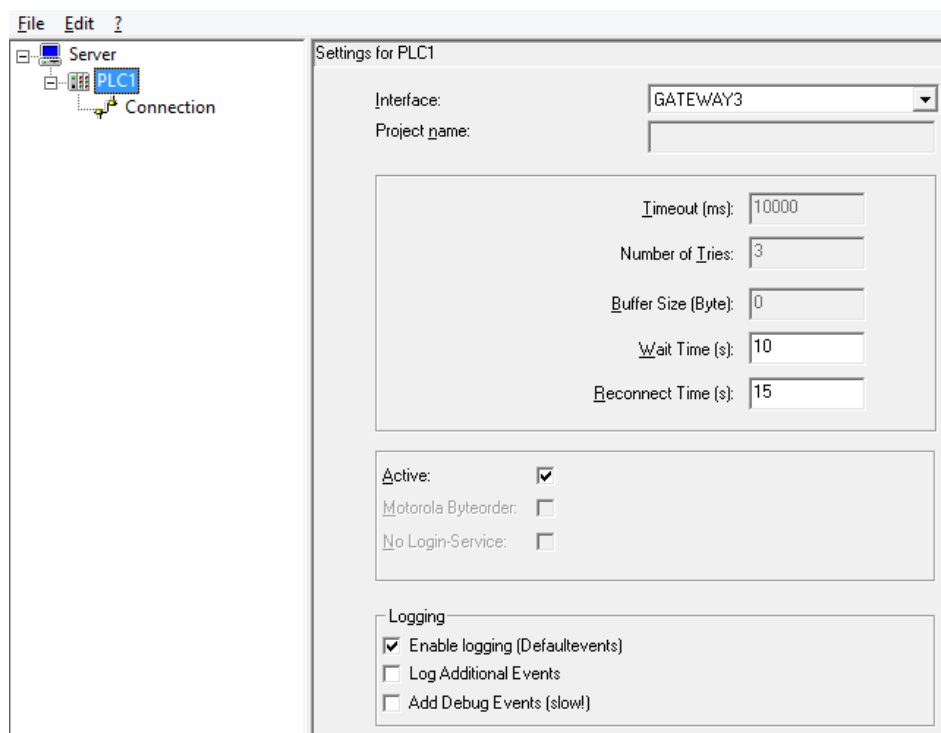 File Edit ?
Server
PLC1
Connection
Settings for PLC1
Interface: GATEWAY3
Project name:
Timeout (ms): 10000
Number of Tries: 3
Buffer Size (Byte): 0
Wait Time (s): 10
Reconnect Time (s): 15
Active:
Motorola Byteorder:
No Login-Service:
Logging
Enable logging (Defaultevents)
Log Additional Events
Add Debug Events (slow!)